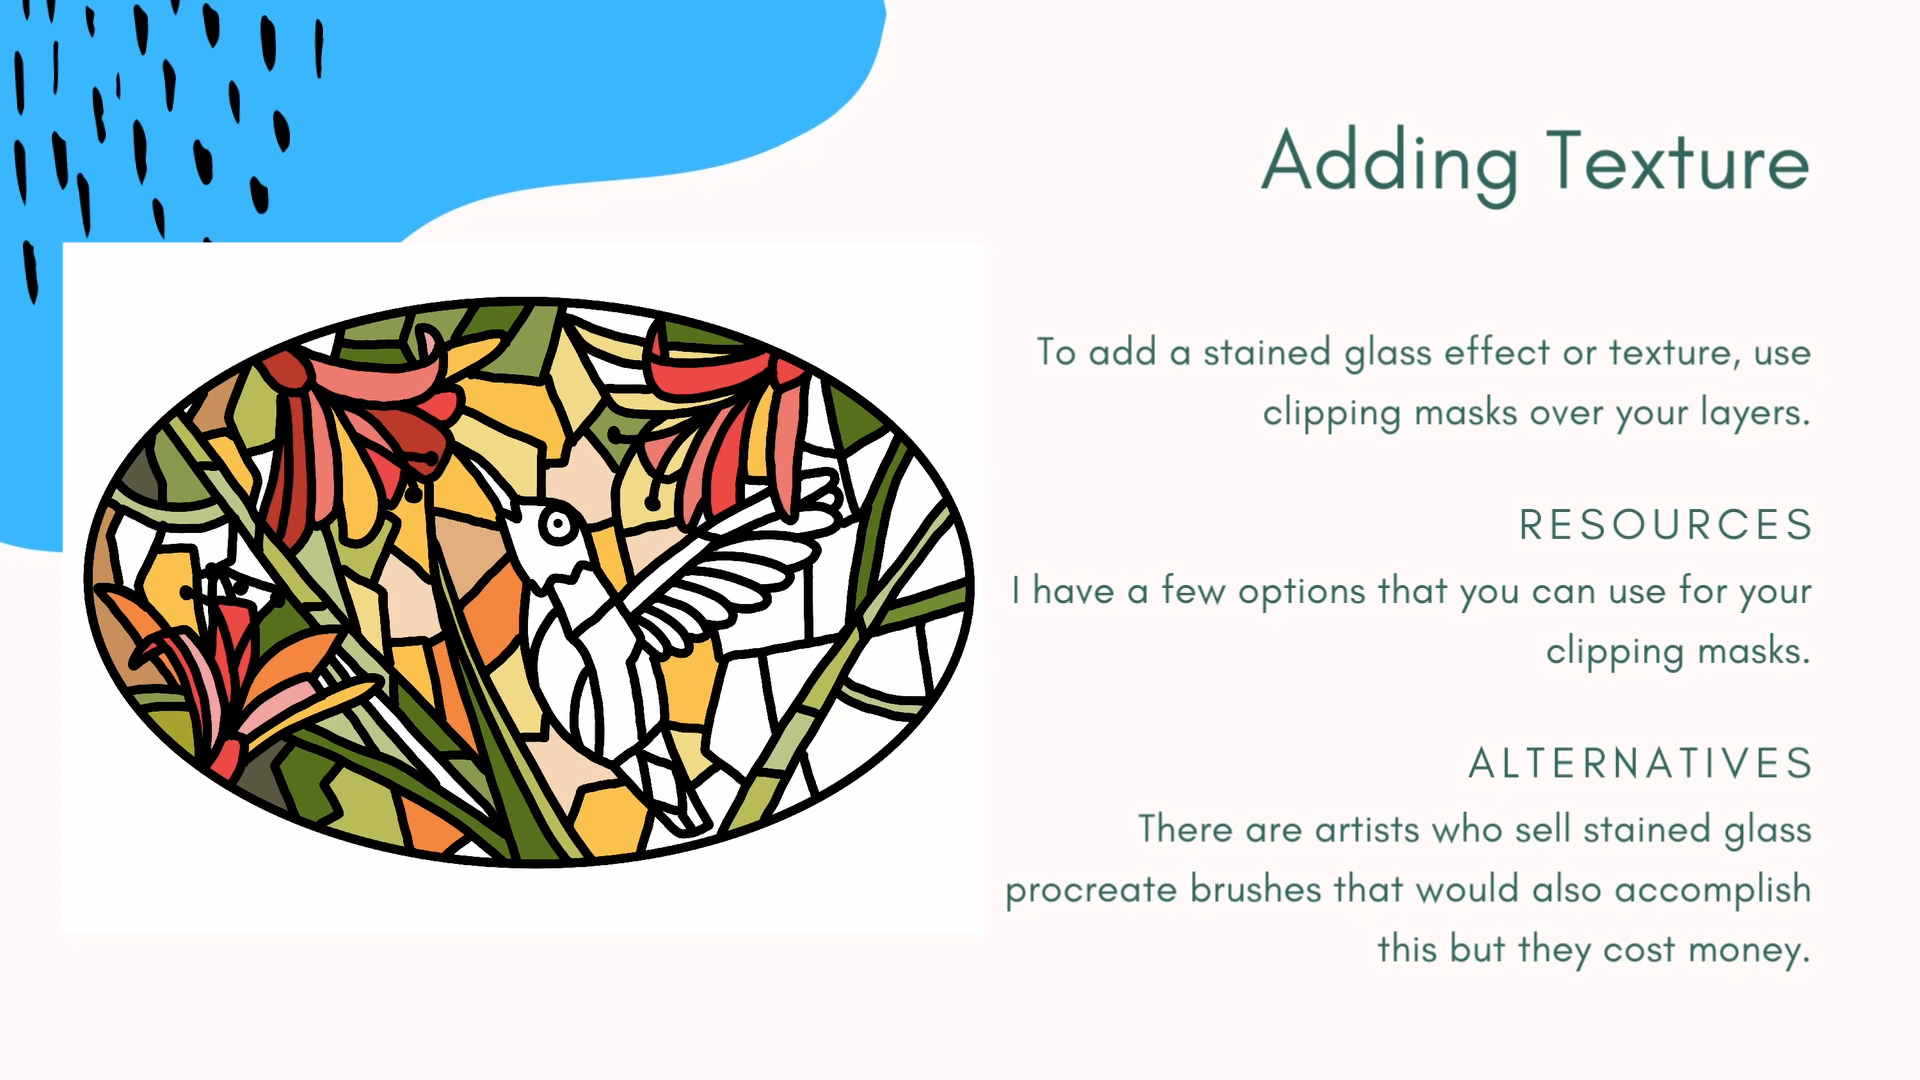 Adding Texture
To add a stained glass effect or texture, use
clipping masks over your layers.
RESOURCES
I have a few options that you can use for your
clipping masks.
ALTERNATIVES
There are artists who sell stained glass
procreate brushes that would also accomplish
this but they cost money.